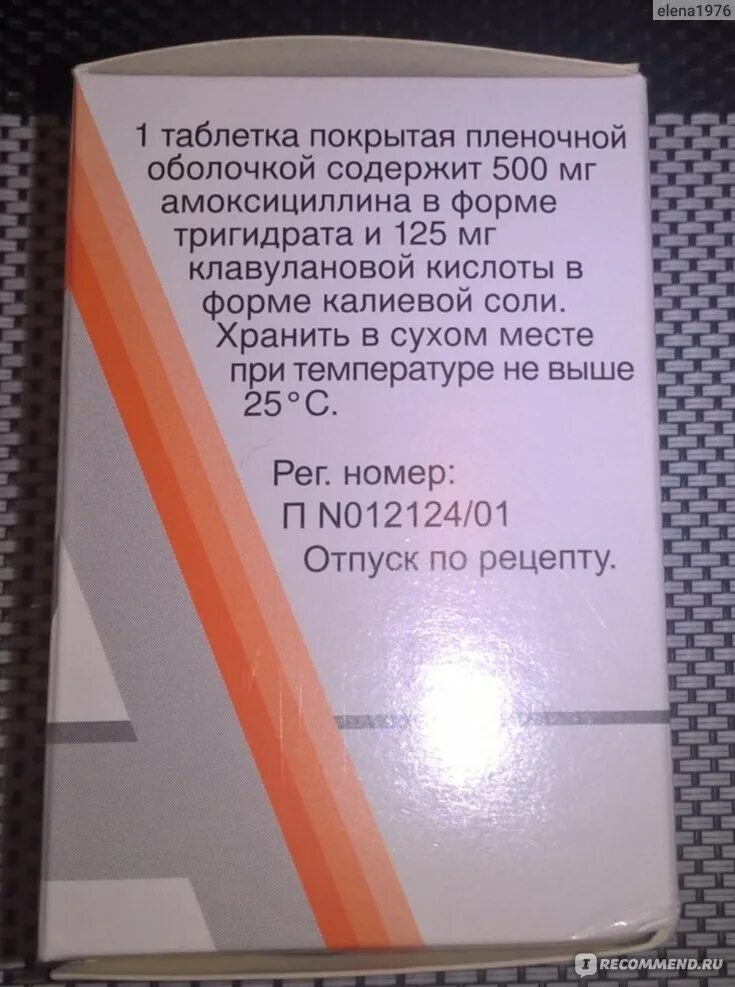 elena1976
1 таблетка покрытая пленочной
оболочкой содержит 500 мг
амоксициллина в форме
тригидрата и 125 мг
клавулановой кислоты в
форме калиевой соли.
Хранить в сухом месте
при температуре не выше
25°C.
Рег. номер:
П N012124/01
Отпуск по рецепту.
IRECOMMEND.RU